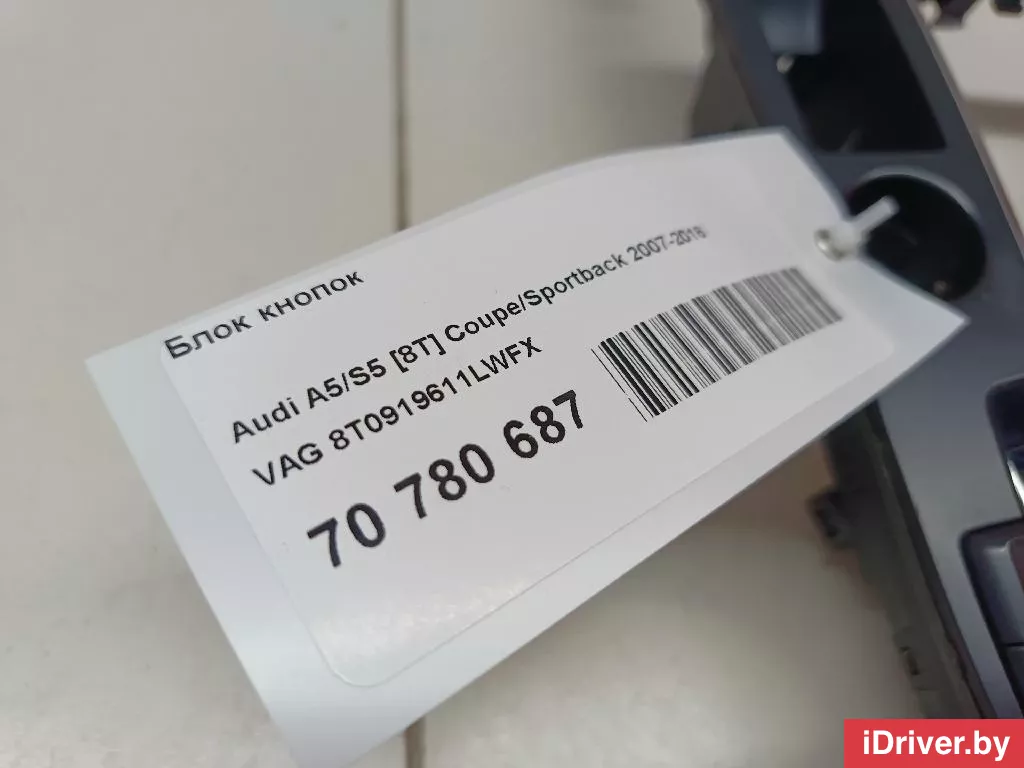 Блок кнопок
Audi A5/S5 [8T] Coupe/Sportback 2007-2016
VAG 8T0919611LWFX
70 780 687
iDriver.by